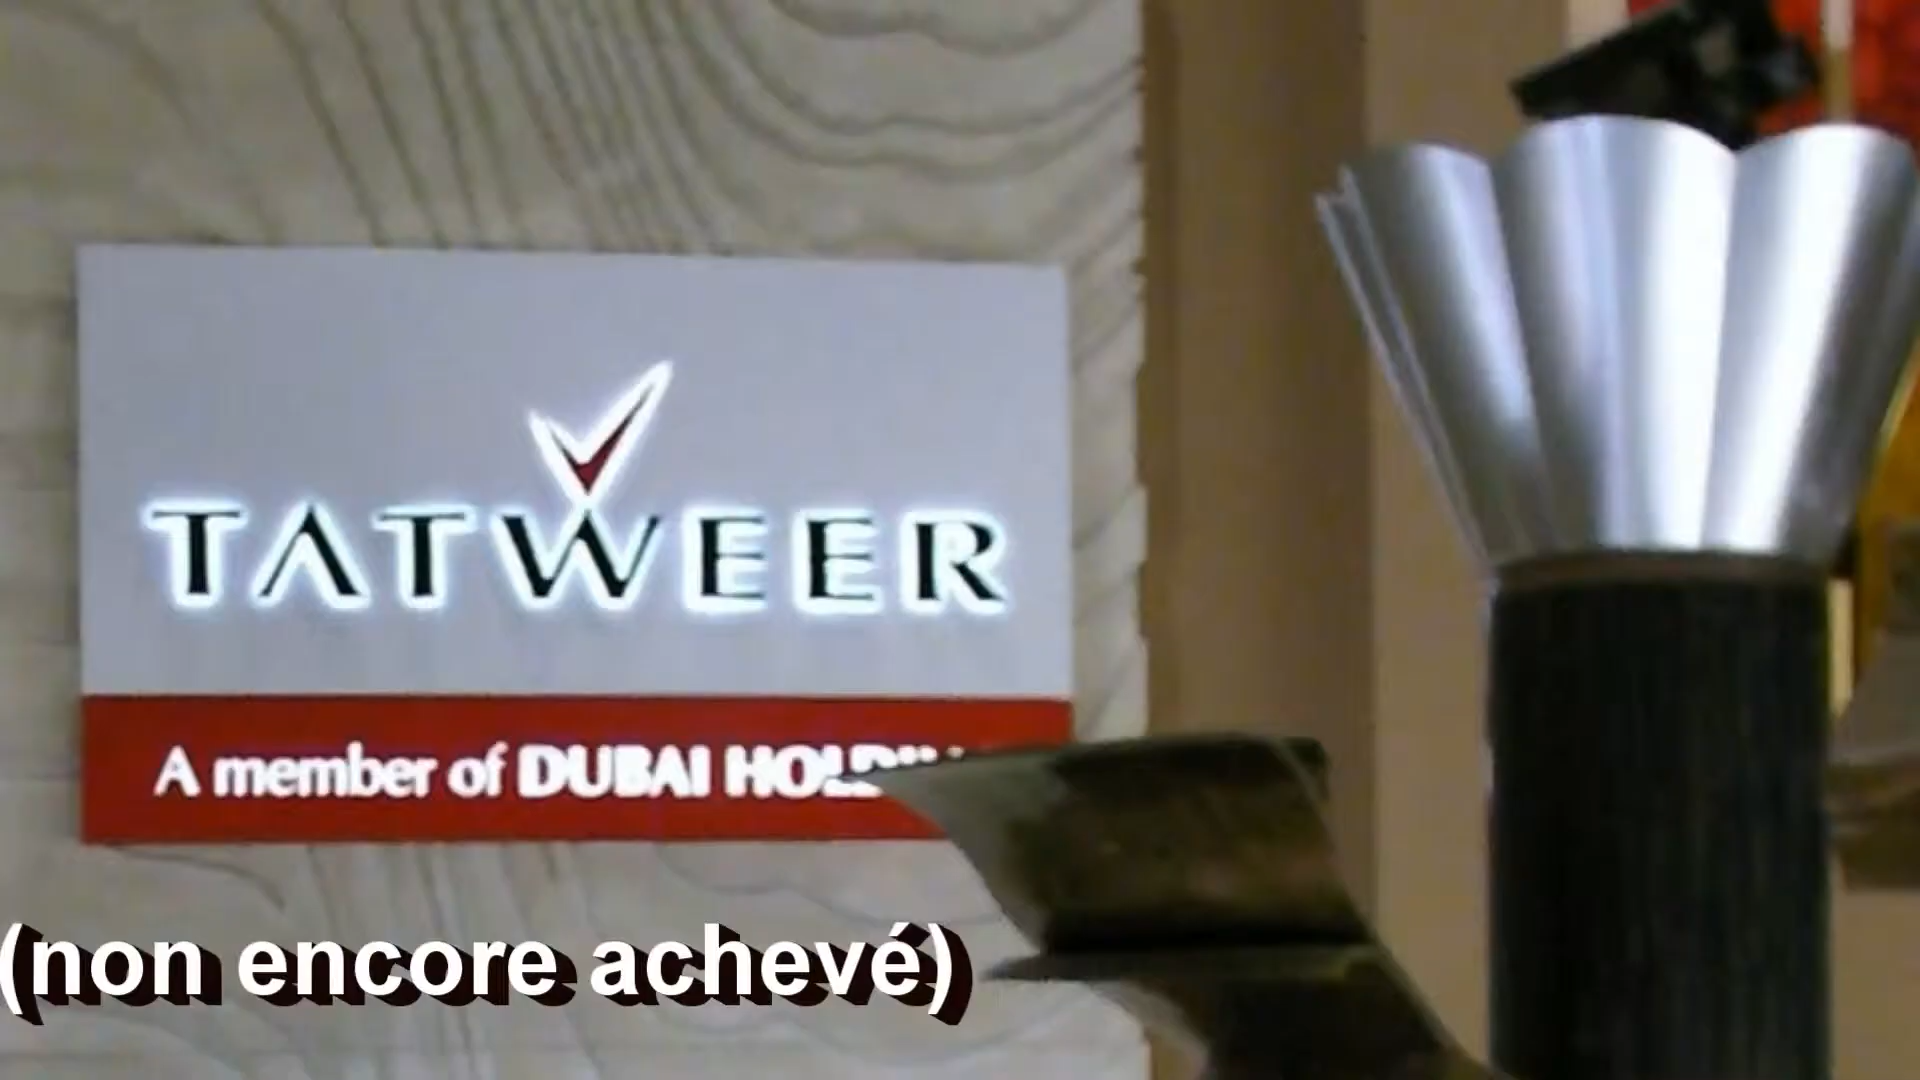 TATWEER
A member of DUBAI
(non encore achevé)